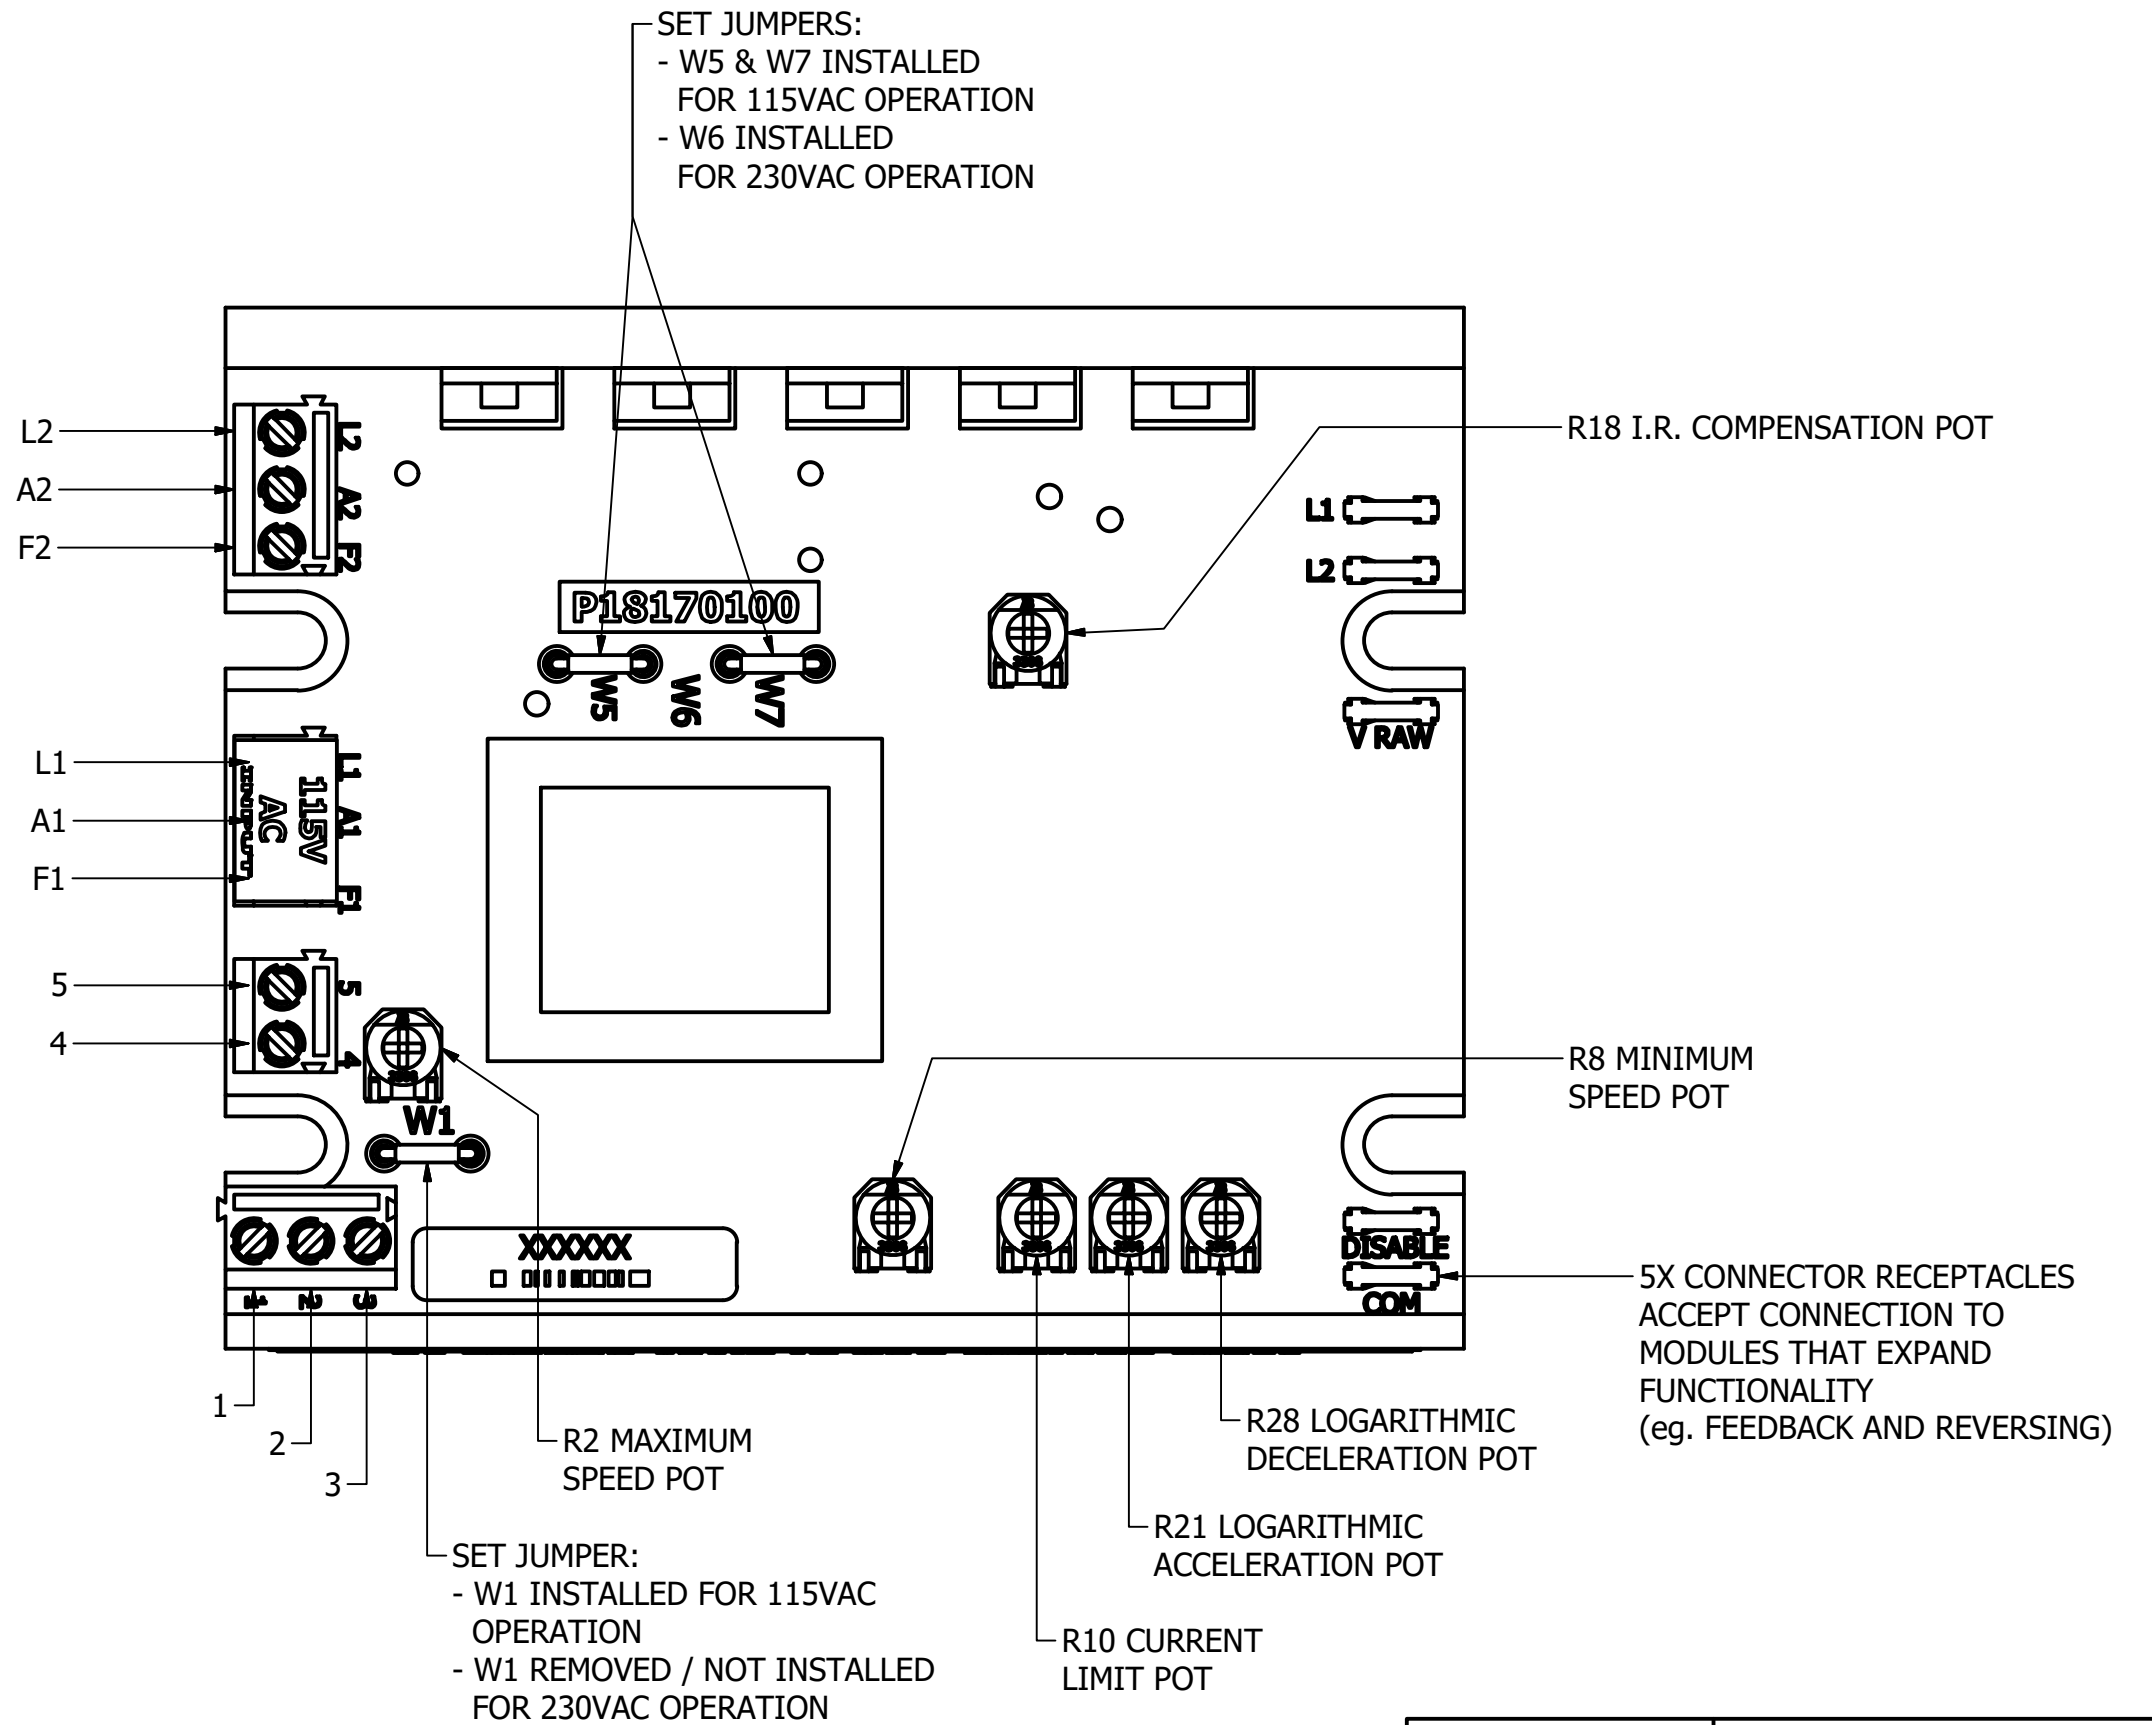 SET JUMPERS:
- W5 & W7 INSTALLED
FOR 115VAC OPERATION
- W6 INSTALLED
FOR 230VAC OPERATION
L2
A2
F2
L2
A2
F2
R18 I.R. COMPENSATION POT
L1
L2
P18170100
W5
W6
W7
V RAW
L1
A1
F1
115V
AC
INPUT
L1
A1
F1
5
4
5
4
W1
R8 MINIMUM
SPEED POT
XXXXXX
DISABLE
COM
1
2
3
5X CONNECTOR RECEPTACLES
ACCEPT CONNECTION TO
MODULES THAT EXPAND
FUNCTIONALITY
(eg. FEEDBACK AND REVERSING)
1
2
3
R2 MAXIMUM
SPEED POT
R28 LOGARITHMIC
DECELERATION POT
R21 LOGARITHMIC
ACCELERATION POT
R10 CURRENT
LIMIT POT
SET JUMPER:
- W1 INSTALLED FOR 115VAC
OPERATION
- W1 REMOVED / NOT INSTALLED
FOR 230VAC OPERATION